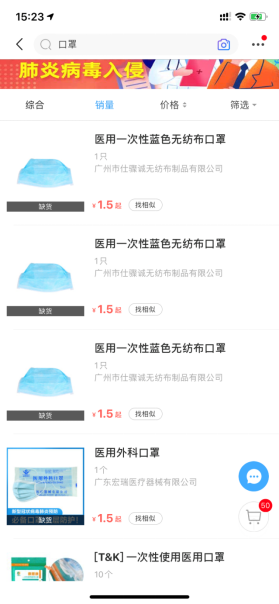 15:23
口罩
肺炎病毒入侵
综合
销量
价格
筛选
医用一次性蓝色无纺布口罩
1只
广州市仕骤诚无纺布制品有限公司
缺货
¥1.5起
找相似
医用一次性蓝色无纺布口罩
1只
广州市仕骤诚无纺布制品有限公司
缺货
¥1.5起
找相似
医用一次性蓝色无纺布口罩
1只
广州市仕骤诚无纺布制品有限公司
缺货
¥1.5起
找相似
医用外科口罩
1个
广东宏瑞医疗器械有限公司
医用外科口罩
缺货
¥1.5起
找相似
50
[T&K]一次性使用医用口罩
10个